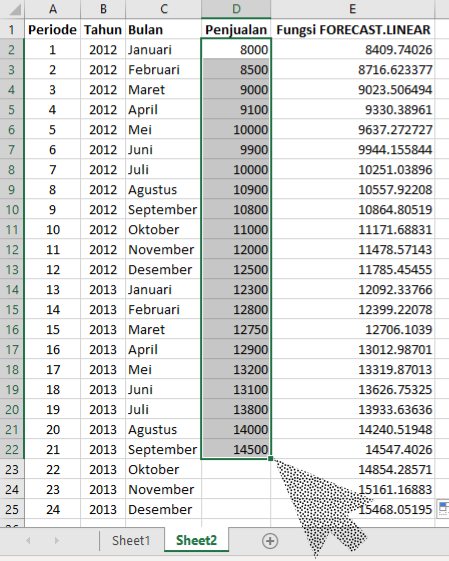 A B C D E
1 Periode Tahun Bulan Penjualan Fungsi FORECAST.LINEAR
2 1 2012 Januari 8000 8409.74026
3 2 2012 Februari 8500 8716.623377
4 3 2012 Maret 9000 9023.506494
5 4 2012 April 9100 9330.38961
6 5 2012 Mei 10000 9637.272727
7 6 2012 Juni 9900 9944.155844
8 7 2012 Juli 10000 10251.03896
9 8 2012 Agustus 10900 10557.92208
10 9 2012 September 10800 10864.80519
11 10 2012 Oktober 11000 11171.68831
12 11 2012 November 12000 11478.57143
13 12 2012 Desember 12500 11785.45455
14 13 2013 Januari 12300 12092.33766
15 14 2013 Februari 12800 12399.22078
16 15 2013 Maret 12750 12706.1039
17 16 2013 April 12900 13012.98701
18 17 2013 Mei 13200 13319.87013
19 18 2013 Juni 13100 13626.75325
20 19 2013 Juli 13800 13933.63636
21 20 2013 Agustus 14000 14240.51948
22 21 2013 September 14500 14547.4026
23 22 2013 Oktober 14854.28571
24 23 2013 November 15161.16883
25 24 2013 Desember 15468.05195
Sheet1 Sheet2